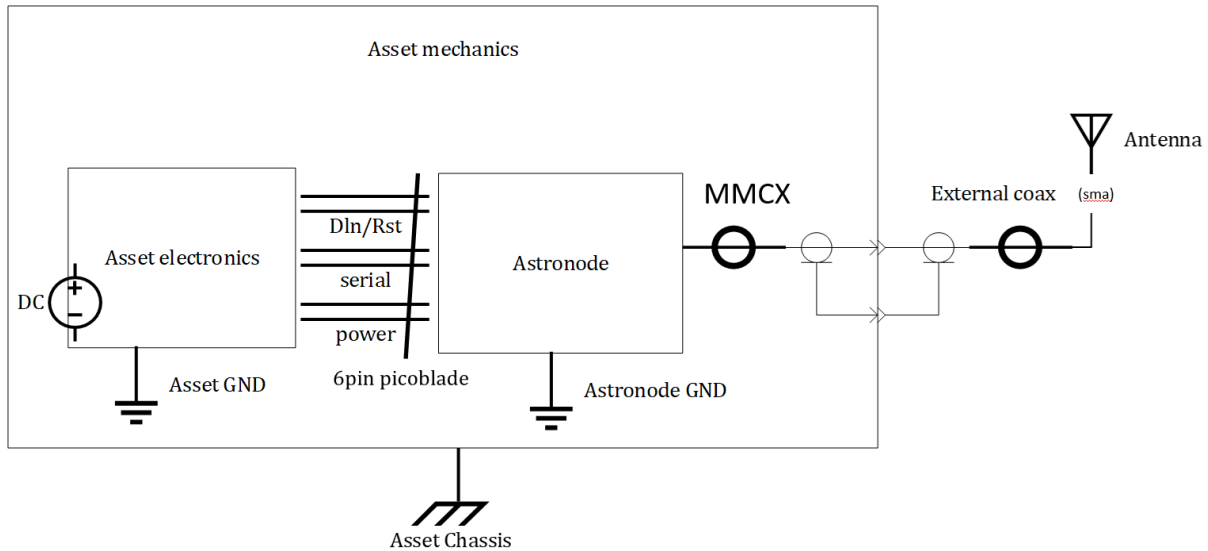 Asset mechanics
Antenna
MMCX
External coax
(sma)
Dln/Rst
Asset electronics
Astronode
serial
DC
power
6pin picoblade
Asset GND
Astronode GND
Asset Chassis